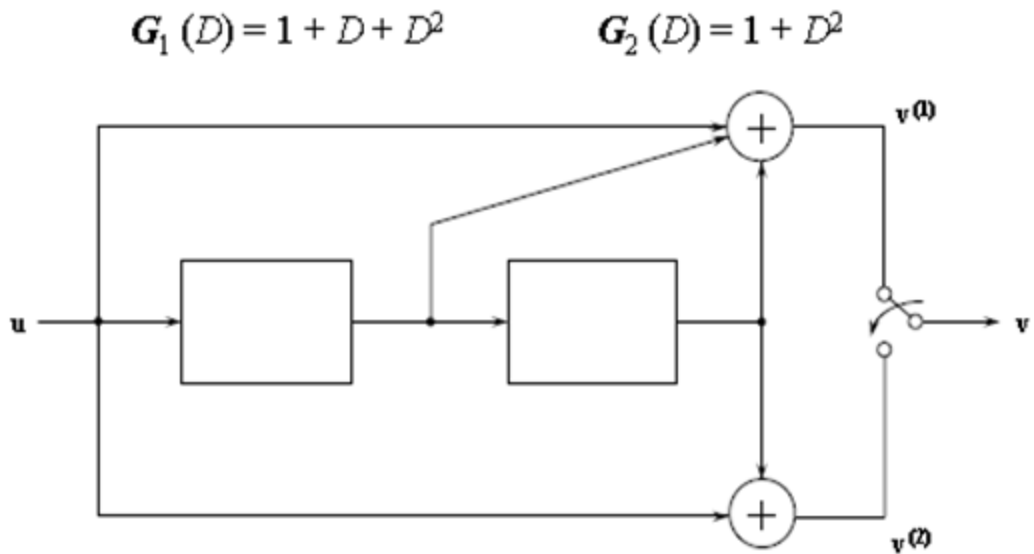 G₁ (D) = 1 + D + D² G₂ (D) = 1 + D²
+ v⁽¹⁾
u v
+ v⁽²⁾